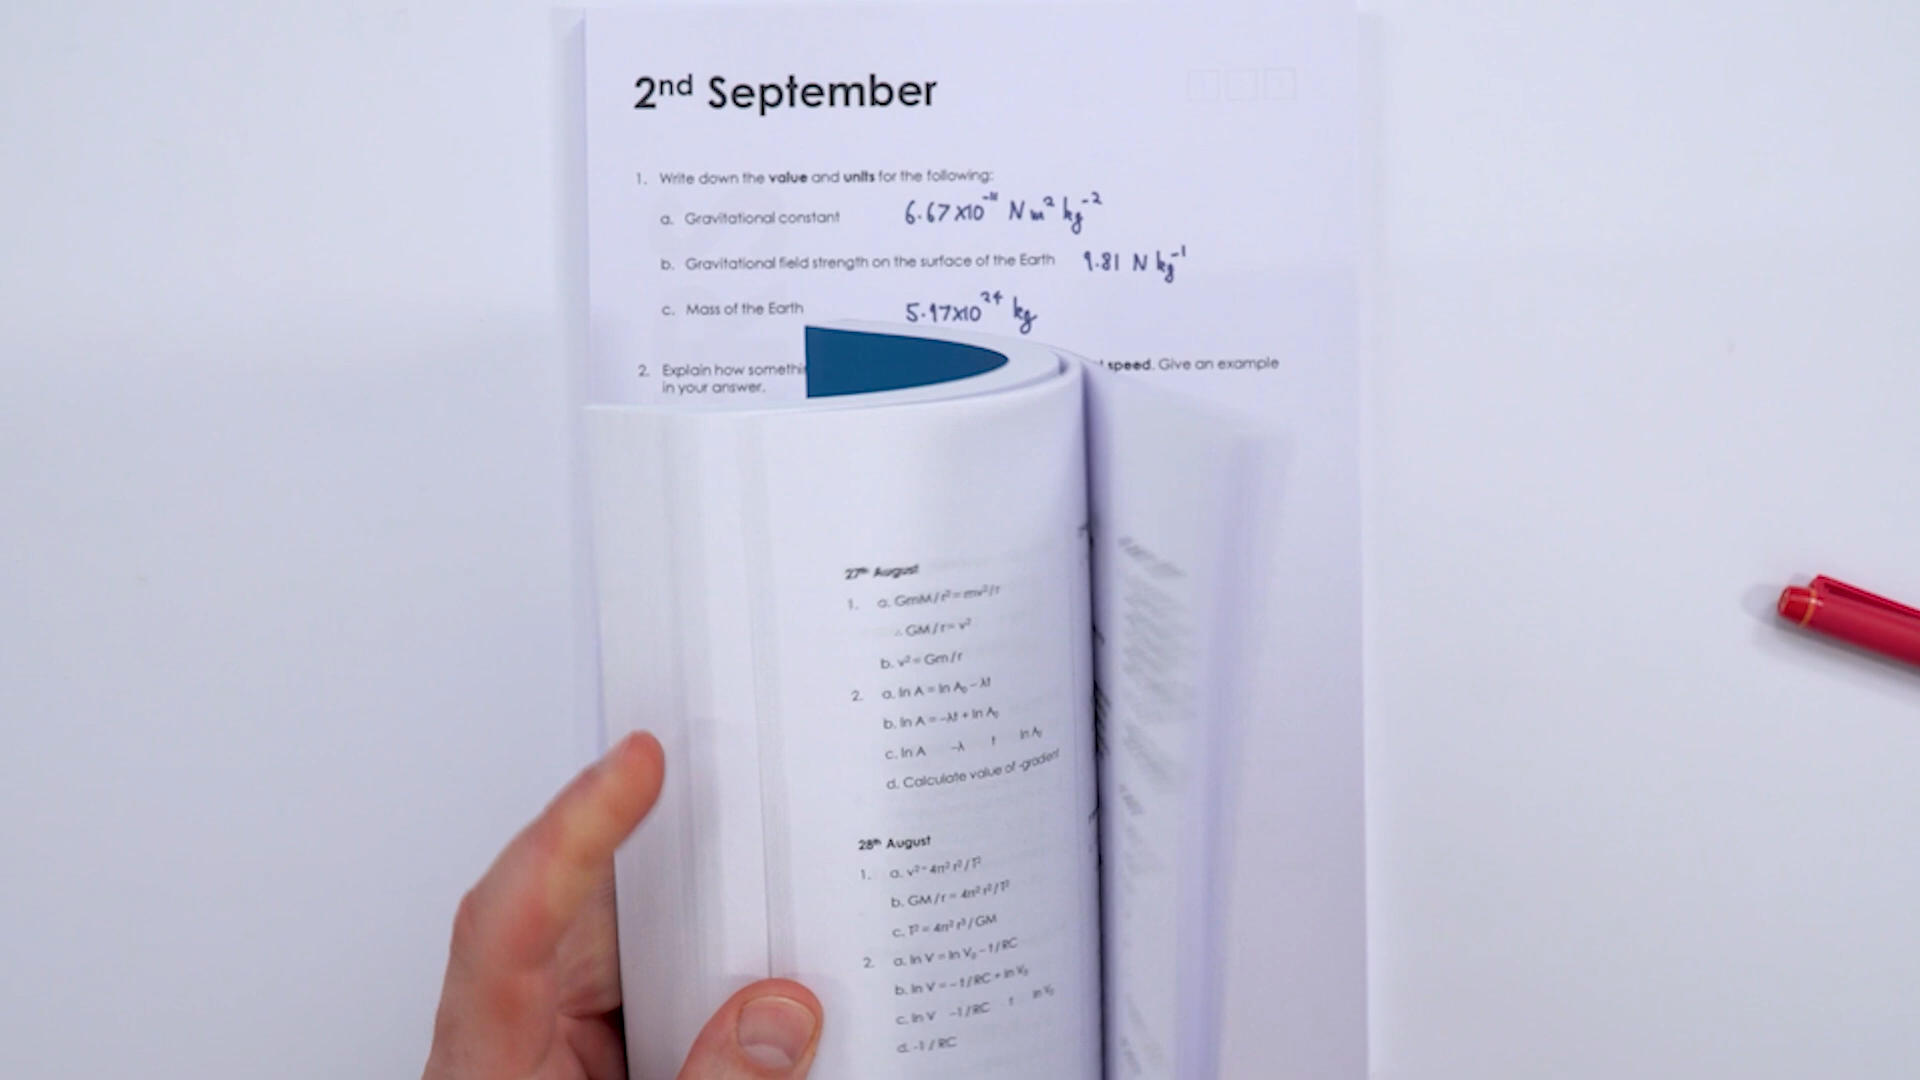 2nd September
1. Write down the value and units for the following:
a. Gravitational constant 6.67 x10⁻¹¹ N m² kg⁻²
b. Gravitational field strength on the surface of the Earth 9.81 N kg⁻¹
c. Mass of the Earth 5.97x10²⁴ kg
2. Explain how speed. Give an example
in your answer.
27th August
1. a. GmM/r² = mv²/r
∴ GM/r = v²
b. v² = Gm/r
2. a. ln A = ln A₀ – λt
b. ln A = –λt + ln A₀
c. ln A –λ t ln A₀
d. Calculate value of -gradient
28th August
1. a. v² = 4π² r²/T²
b. GM/r = 4π² r²/T²
c. T² = 4π² r³/GM
2. a. ln V = ln V₀ – t/RC
b. ln V = – t/RC + ln V₀
c. ln V –1/RC t ln V₀
d. -1/RC